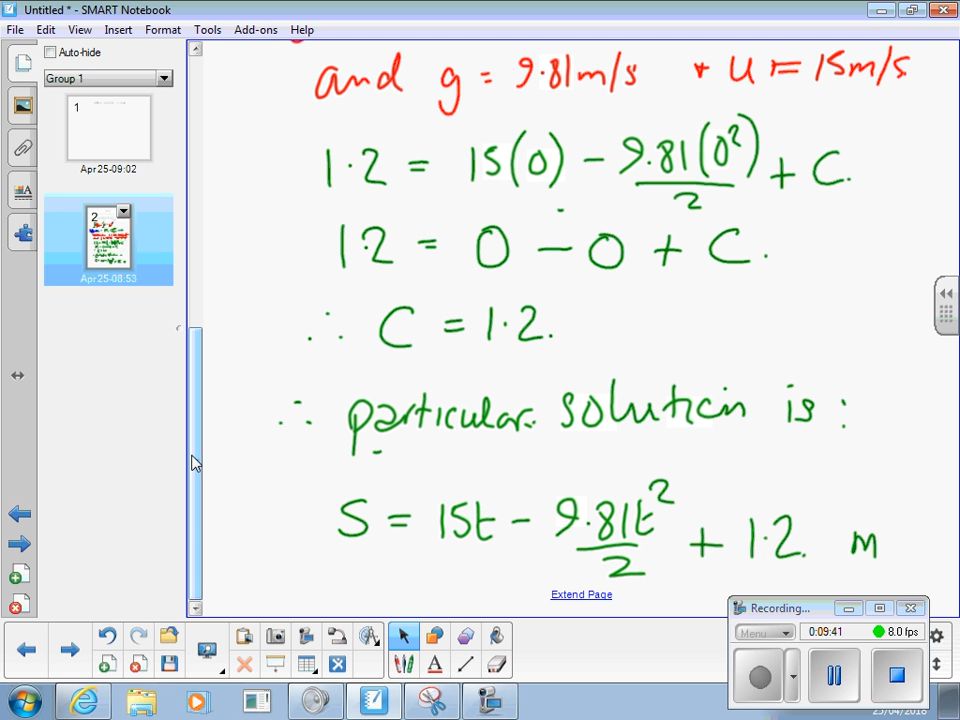 Untitled * - SMART Notebook
File Edit View Insert Format Tools Add-ons Help
Auto-hide
Group 1
1
Apr25-09:02
2
Apr25-08.53
and g = 9.81m/s + u = 15m/s
1.2 = 15(0) - 9.81(0²)/2 + C.
1.2 = 0 - 0 + C.
∴ C = 1.2.
∴ particular solution is :
S = 15t - 9.81t²/2 + 1.2 m
Extend Page
Recording...
Menu
0:09:41
8.0 fps
A
25/04/2018